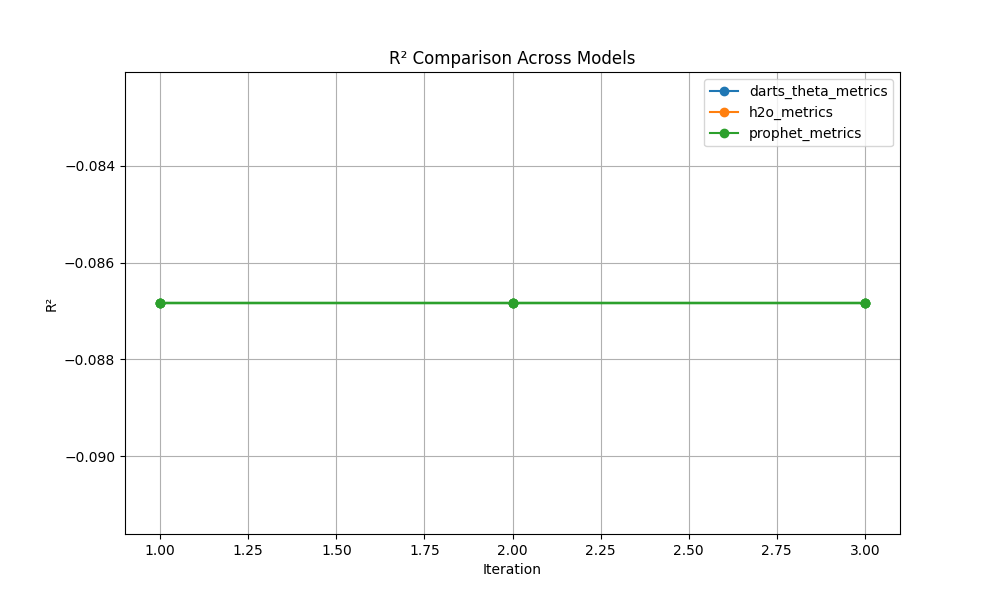 R² Comparison Across Models
darts_theta_metrics
h2o_metrics
prophet_metrics
−0.084
−0.086
−0.088
−0.090
R²
1.00 1.25 1.50 1.75 2.00 2.25 2.50 2.75 3.00
Iteration